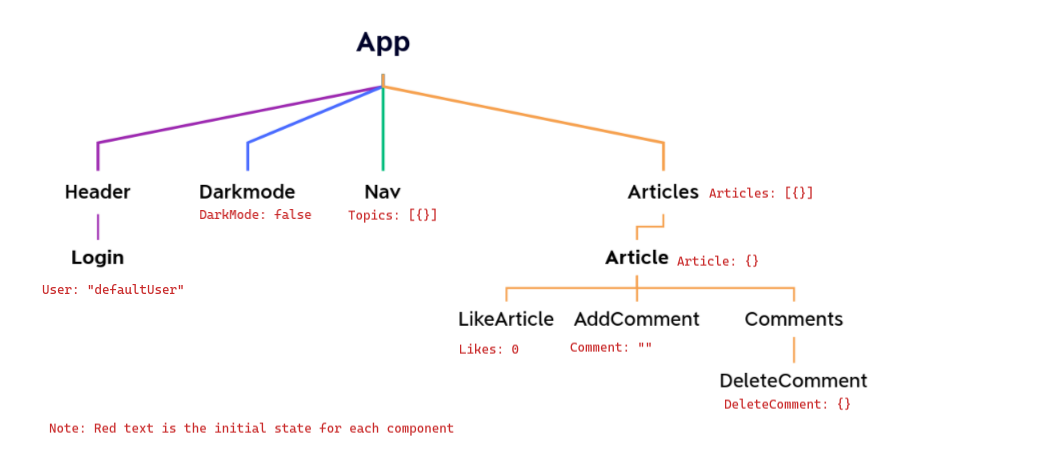 App
Header
Darkmode
Nav
Articles
Articles: [{}]
DarkMode: false
Topics: [{}]
Login
Article
Article: {}
User: "defaultUser"
LikeArticle
AddComment
Comments
Likes: 0
Comment: ""
DeleteComment
DeleteComment: {}
Note: Red text is the initial state for each component